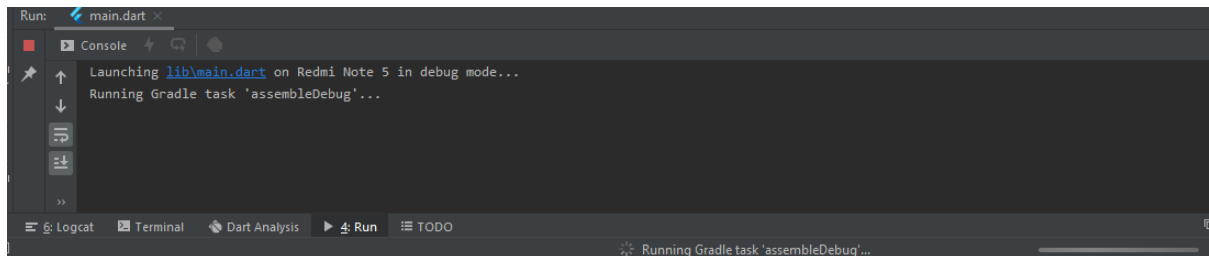 Run: main.dart
Console
Launching lib\main.dart on Redmi Note 5 in debug mode...
Running Gradle task 'assembleDebug'...
6: Logcat Terminal Dart Analysis 4: Run TODO
Running Gradle task 'assembleDebug'...